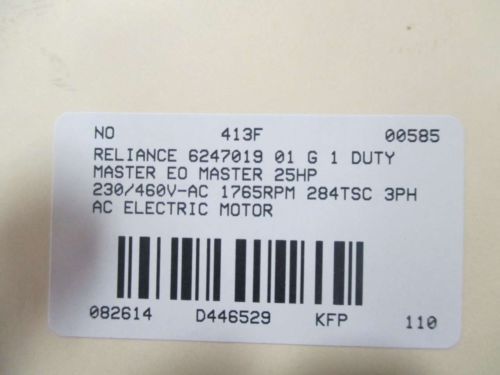 NO 413F 00585
RELIANCE 6247019 01 G 1 DUTY
MASTER EO MASTER 25HP
230/460V-AC 1765RPM 284TSC 3PH
AC ELECTRIC MOTOR
082614 D446529 KFP 110